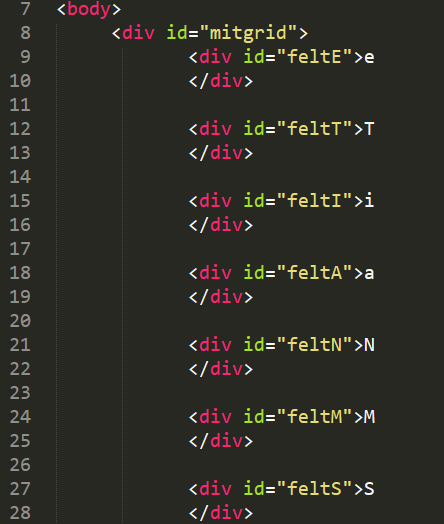 7 <body>
8 <div id="mitgrid">
9 <div id="feltE">e
10 </div>
11
12 <div id="feltT">T
13 </div>
14
15 <div id="feltI">i
16 </div>
17
18 <div id="feltA">a
19 </div>
20
21 <div id="feltN">N
22 </div>
23
24 <div id="feltM">M
25 </div>
26
27 <div id="feltS">S
28 </div>